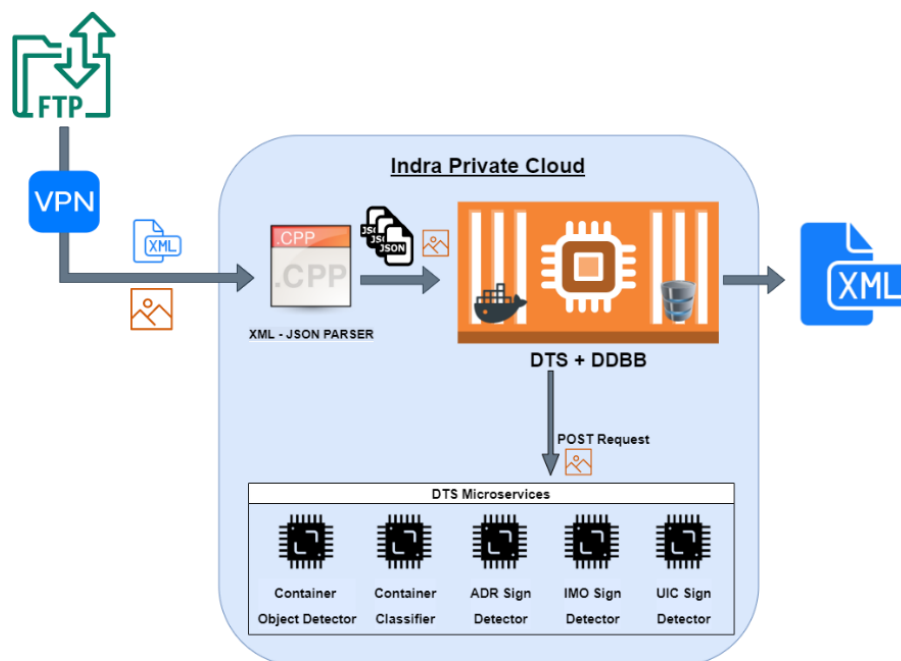 FTP
VPN
Indra Private Cloud
XML
.CPP
.CPP
JSON
XML - JSON PARSER
DTS + DDBB
XML
POST Request
DTS Microservices
Container
Object Detector
Container
Classifier
ADR Sign
Detector
IMO Sign
Detector
UIC Sign
Detector